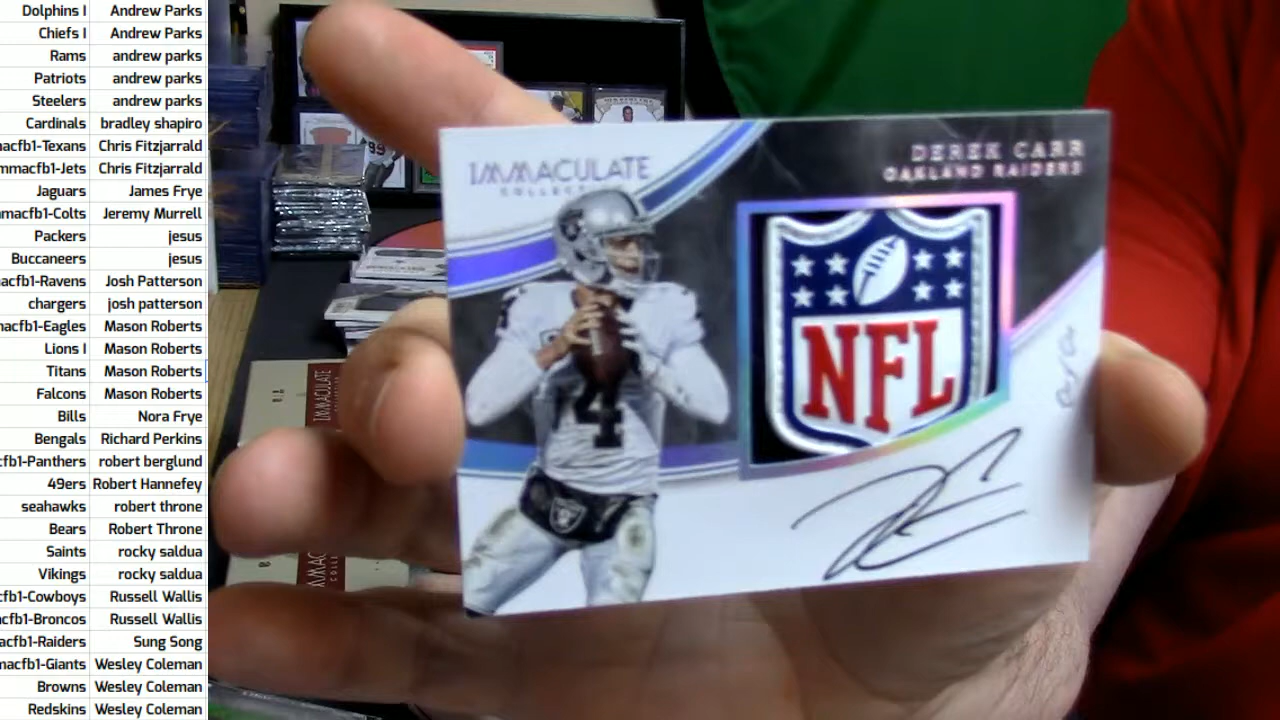 Dolphins I Andrew Parks
Chiefs I Andrew Parks
Rams andrew parks
Patriots andrew parks
Steelers andrew parks
Cardinals bradley shapiro
acfb1-Texans Chris Fitzjarrald
mmacfb1-Jets Chris Fitzjarrald
Jaguars James Frye
macfb1-Colts Jeremy Murrell
Packers jesus
Buccaneers jesus
acfb1-Ravens Josh Patterson
chargers josh patterson
macfb1-Eagles Mason Roberts
Lions I Mason Roberts
Titans Mason Roberts
Falcons Mason Roberts
Bills Nora Frye
Bengals Richard Perkins
cfb1-Panthers robert berglund
49ers Robert Hannefey
seahawks robert throne
Bears Robert Throne
Saints rocky saldua
Vikings rocky saldua
cfb1-Cowboys Russell Wallis
acfb1-Broncos Russell Wallis
acfb1-Raiders Sung Song
macfb1-Giants Wesley Coleman
Browns Wesley Coleman
Redskins Wesley Coleman
IMMACULATE
DEREK CARR
OAKLAND RAIDERS
NFL
4
99
IMMACULATE